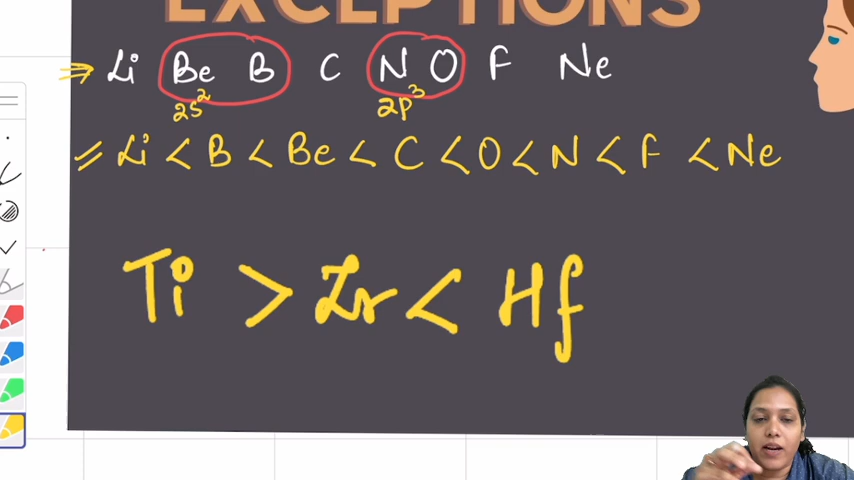 EXCEPTIONS
⇒ Li Be B C N O F Ne
2s² 2p³
= Li < B < Be < C < O < N < F < Ne
Ti > Zr < Hf